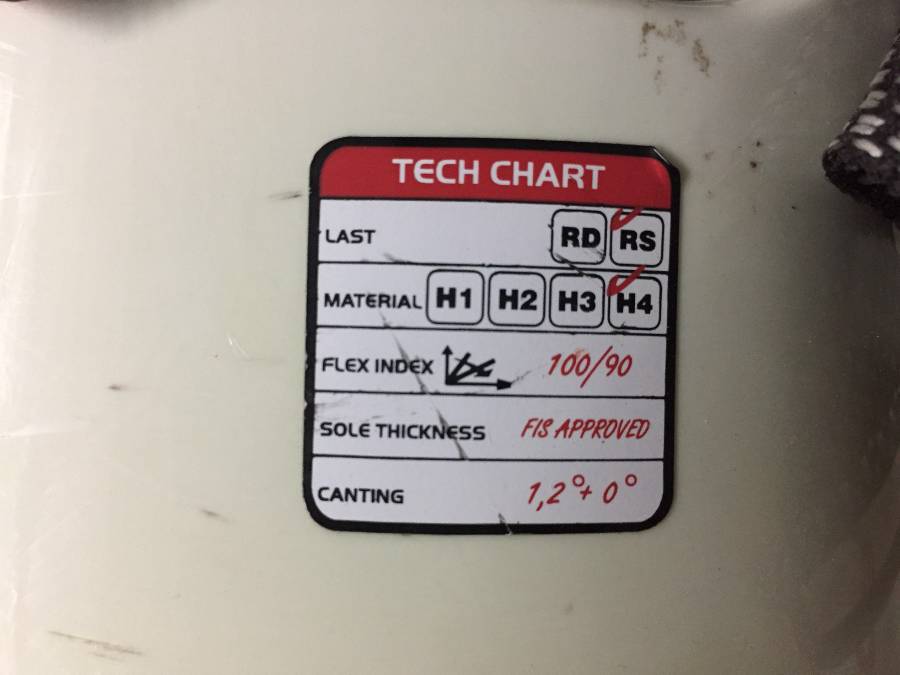 TECH CHART
LAST RD RS
MATERIAL H1 H2 H3 H4
FLEX INDEX 100/90
SOLE THICKNESS FIS APPROVED
CANTING 1,2°+ 0°